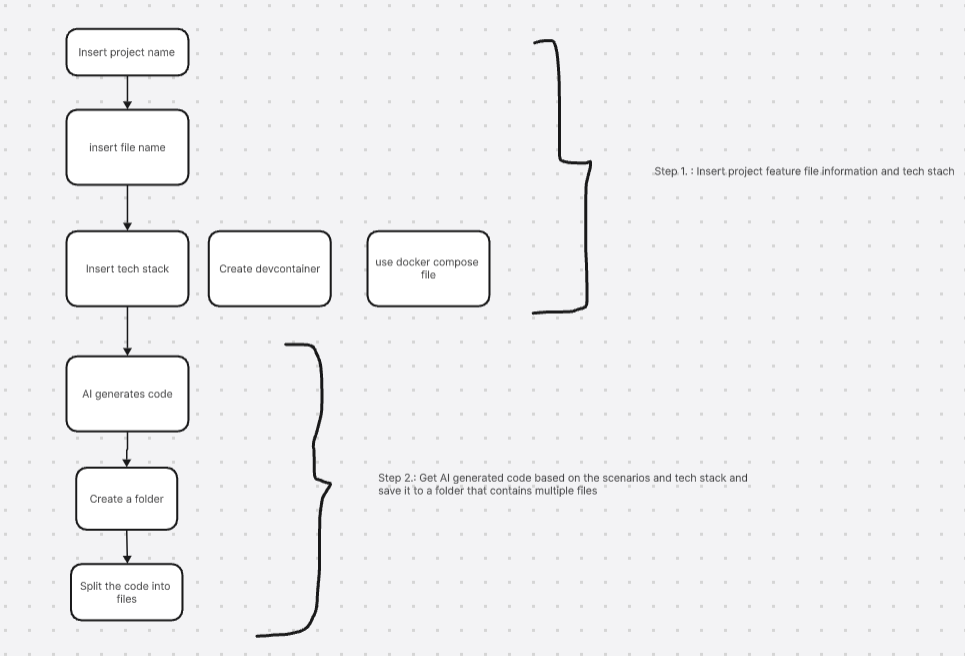 Insert project name
insert file name
Step 1. : Insert project feature file information and tech stach
Insert tech stack
Create devcontainer
use docker compose
file
AI generates code
Step 2.: Get AI generated code based on the scenarios and tech stack and
save it to a folder that contains multiple files
Create a folder
Split the code into
files